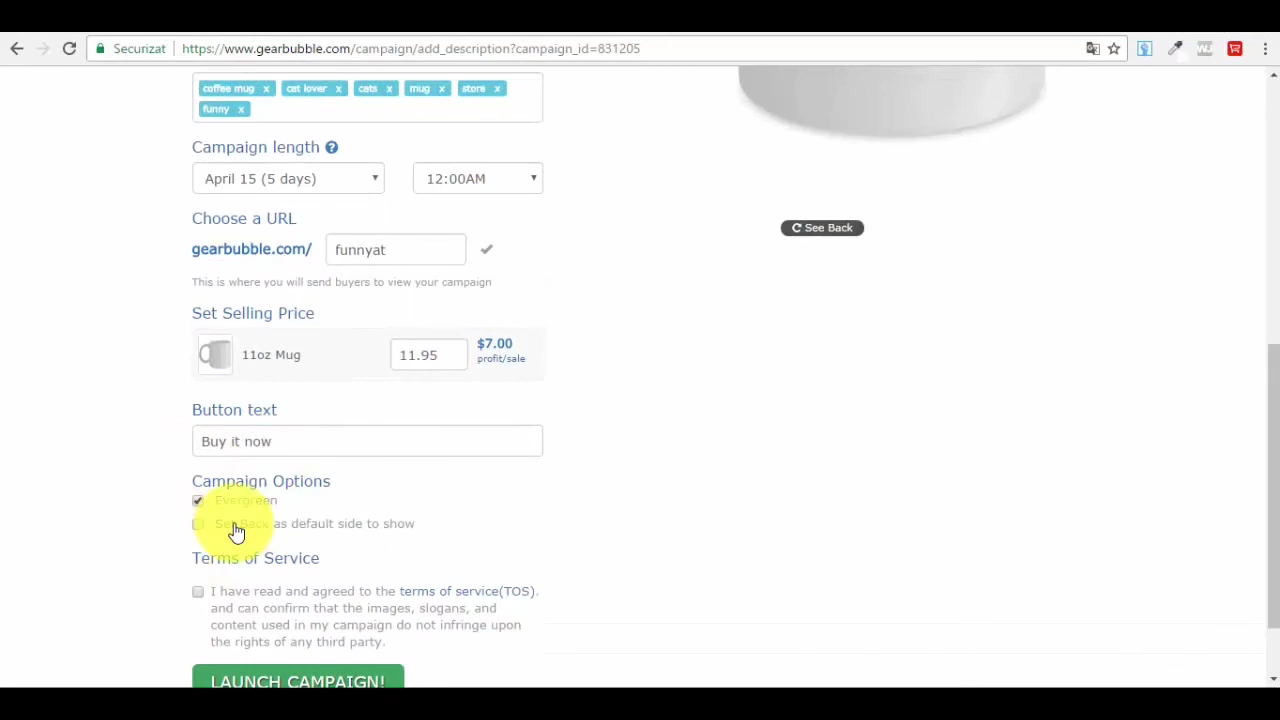 Securizat https://www.gearbubble.com/campaign/add_description?campaign_id=831205
coffee mug x cat lover x cats x mug x store x
funny x
Campaign length ?
April 15 (5 days) 12:00AM
Choose a URL
gearbubble.com/ funnyat
See Back
This is where you will send buyers to view your campaign
Set Selling Price
11oz Mug 11.95 $7.00
profit/sale
Button text
Buy it now
Campaign Options
Evergreen
Set Back as default side to show
Terms of Service
I have read and agreed to the terms of service(TOS).
and can confirm that the images, slogans, and
content used in my campaign do not infringe upon
the rights of any third party.
LAUNCH CAMPAIGN!